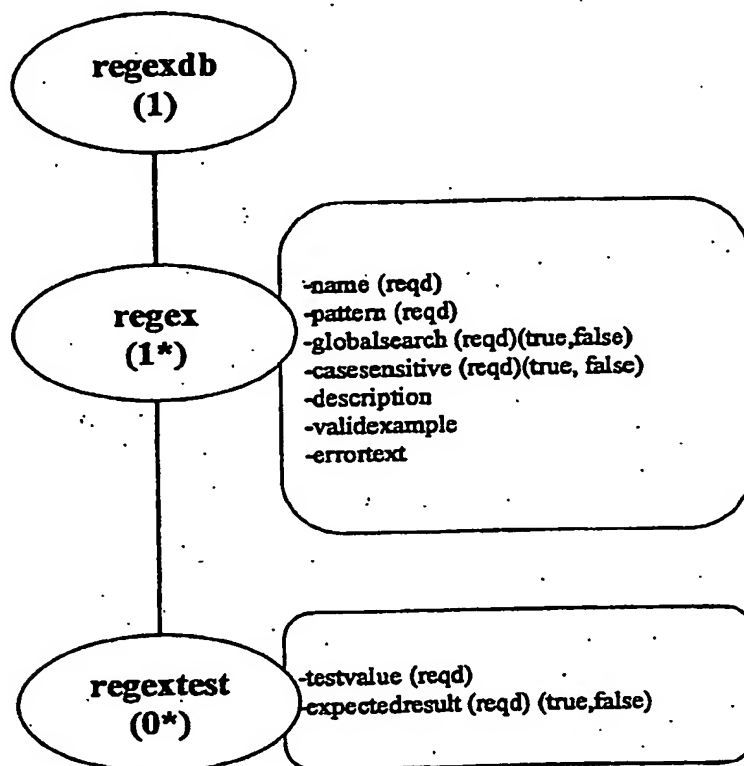 regexdb
(1)
regex
(1*)
-name (reqd)
-pattern (reqd)
-globalsearch (reqd)(true,false)
-casesensitive (reqd)(true, false)
-description
-validexample
-errortext
regextest
(0*)
-testvalue (reqd)
-expectedresult (reqd) (true,false)